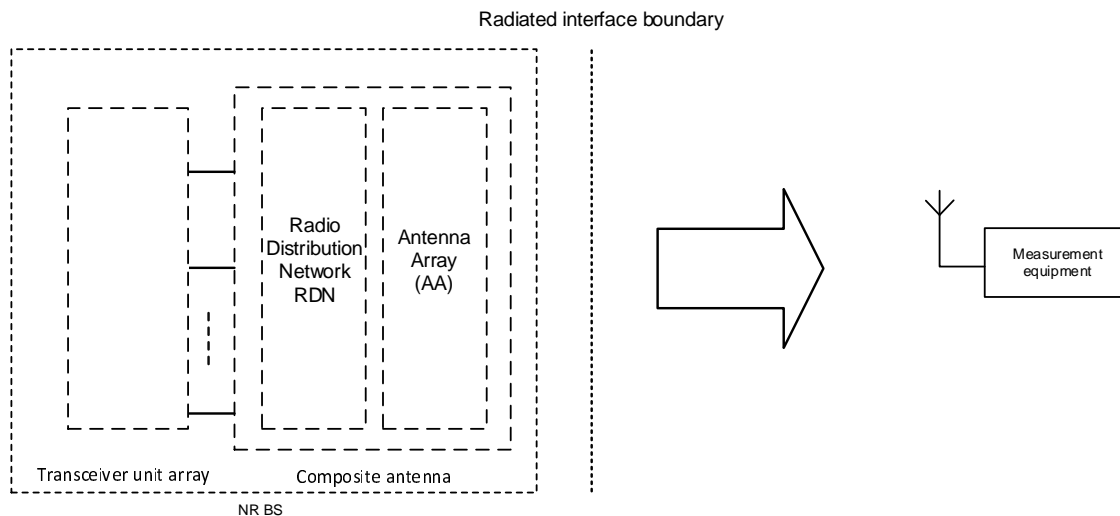 Radiated interface boundary
Radio
Distribution
Network
RDN
Antenna
Array
(AA)
Measurement
equipment
Transceiver unit array
Composite antenna
NR BS